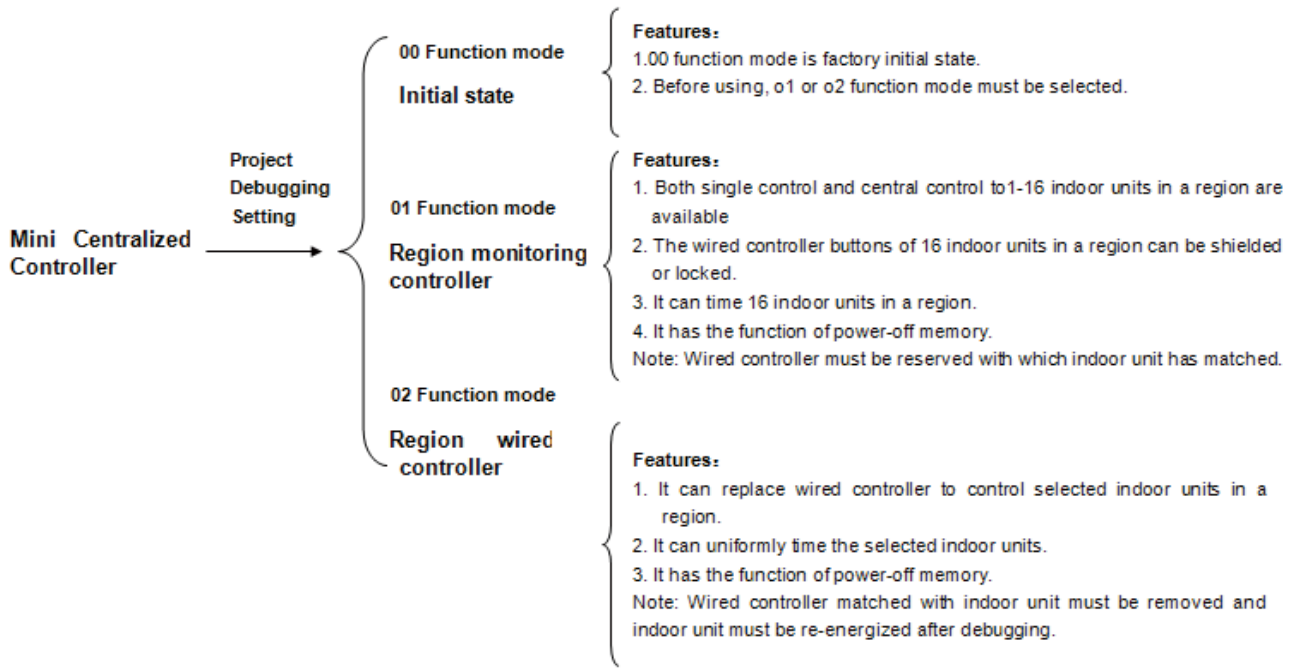 Mini Centralized
Controller
Project
Debugging
Setting
00 Function mode
Initial state
Features:
1.00 function mode is factory initial state.
2. Before using, o1 or o2 function mode must be selected.
01 Function mode
Region monitoring
controller
Features:
1. Both single control and central control to1-16 indoor units in a region are
available
2. The wired controller buttons of 16 indoor units in a region can be shielded
or locked.
3. It can time 16 indoor units in a region.
4. It has the function of power-off memory.
Note: Wired controller must be reserved with which indoor unit has matched.
02 Function mode
Region wired
controller
Features:
1. It can replace wired controller to control selected indoor units in a
region.
2. It can uniformly time the selected indoor units.
3. It has the function of power-off memory.
Note: Wired controller matched with indoor unit must be removed and
indoor unit must be re-energized after debugging.